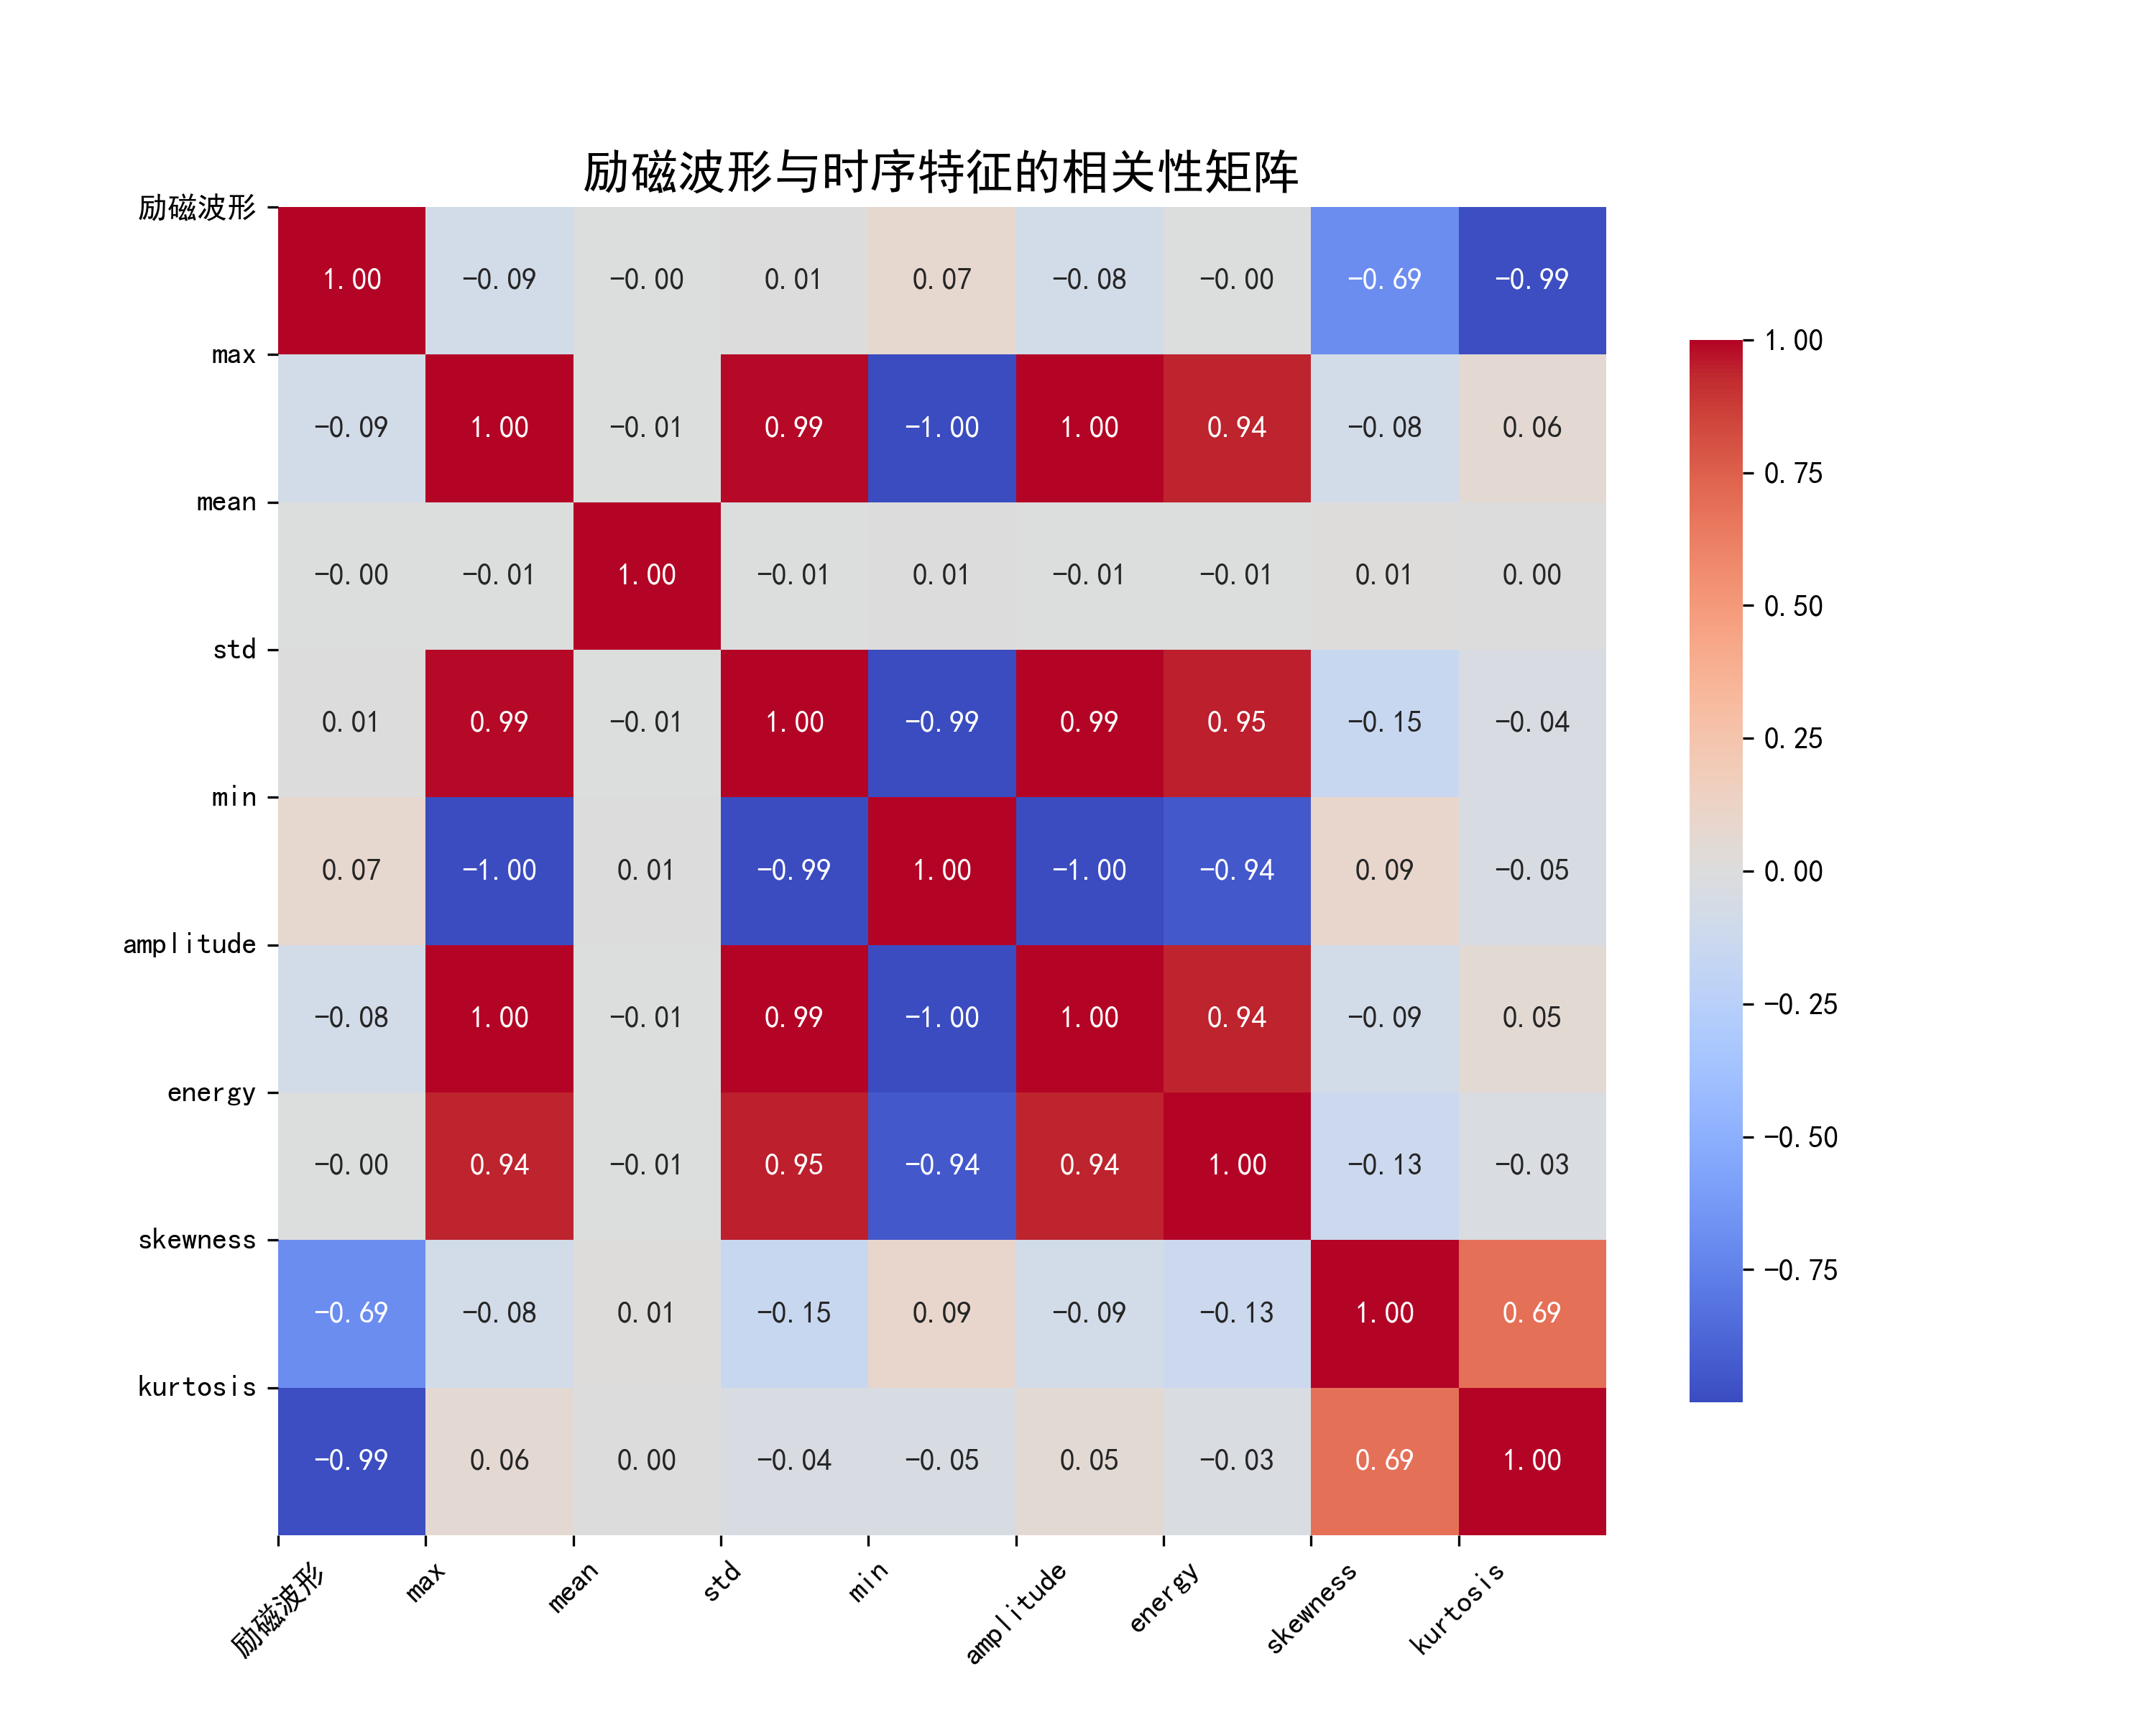 励磁波形与时序特征的相关性矩阵
励磁波形
1.00 -0.09 -0.00 0.01 0.07 -0.08 -0.00 -0.69 -0.99
max
-0.09 1.00 -0.01 0.99 -1.00 1.00 0.94 -0.08 0.06
mean
-0.00 -0.01 1.00 -0.01 0.01 -0.01 -0.01 0.01 0.00
std
0.01 0.99 -0.01 1.00 -0.99 0.99 0.95 -0.15 -0.04
min
0.07 -1.00 0.01 -0.99 1.00 -1.00 -0.94 0.09 -0.05
amplitude
-0.08 1.00 -0.01 0.99 -1.00 1.00 0.94 -0.09 0.05
energy
-0.00 0.94 -0.01 0.95 -0.94 0.94 1.00 -0.13 -0.03
skewness
-0.69 -0.08 0.01 -0.15 0.09 -0.09 -0.13 1.00 0.69
kurtosis
-0.99 0.06 0.00 -0.04 -0.05 0.05 -0.03 0.69 1.00
励磁波形 max mean std min amplitude energy skewness kurtosis
1.00
0.75
0.50
0.25
0.00
-0.25
-0.50
-0.75